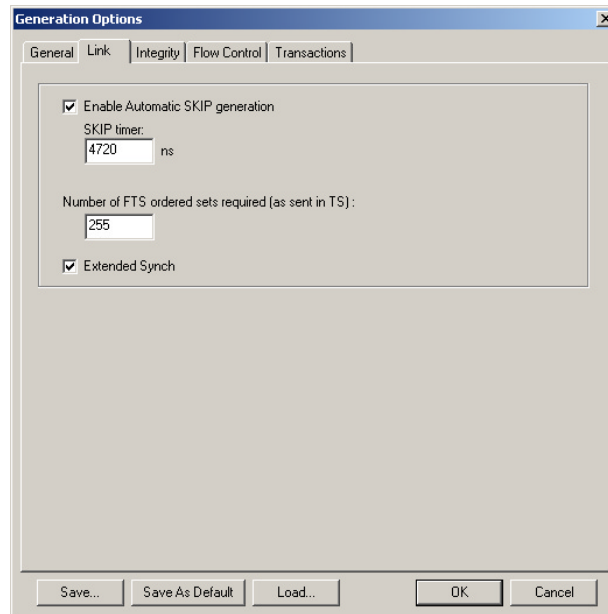 Generation Options
General Link Integrity Flow Control Transactions
Enable Automatic SKIP generation
SKIP timer:
4720 ns
Number of FTS ordered sets required (as sent in TS) :
255
Extended Synch
Save... Save As Default Load... OK Cancel